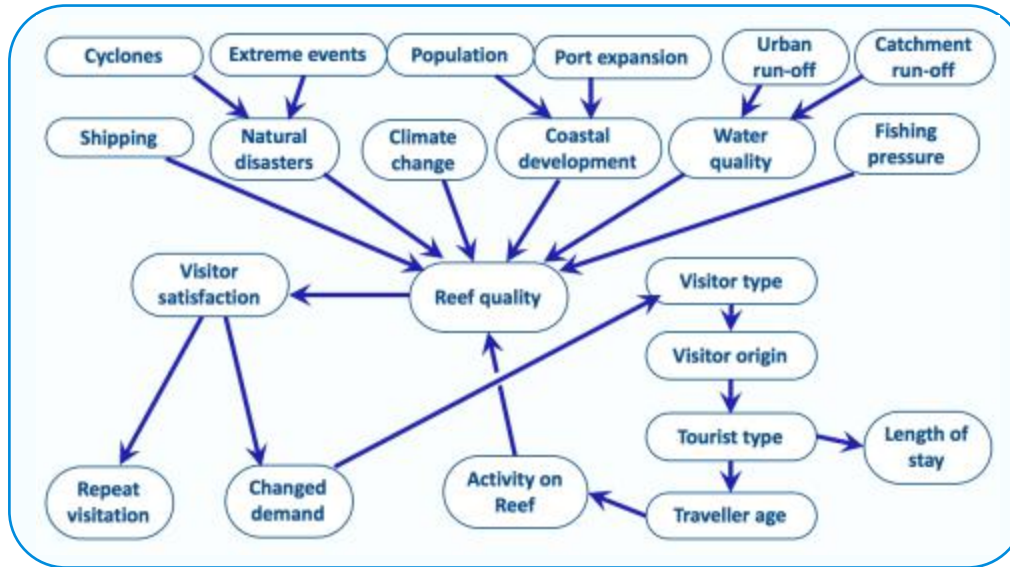 Cyclones
Extreme events
Population
Port expansion
Urban
run-off
Catchment
run-off
Shipping
Natural
disasters
Climate
change
Coastal
development
Water
quality
Fishing
pressure
Visitor
satisfaction
Reef quality
Visitor type
Visitor origin
Tourist type
Length of
stay
Repeat
visitation
Changed
demand
Activity on
Reef
Traveller age